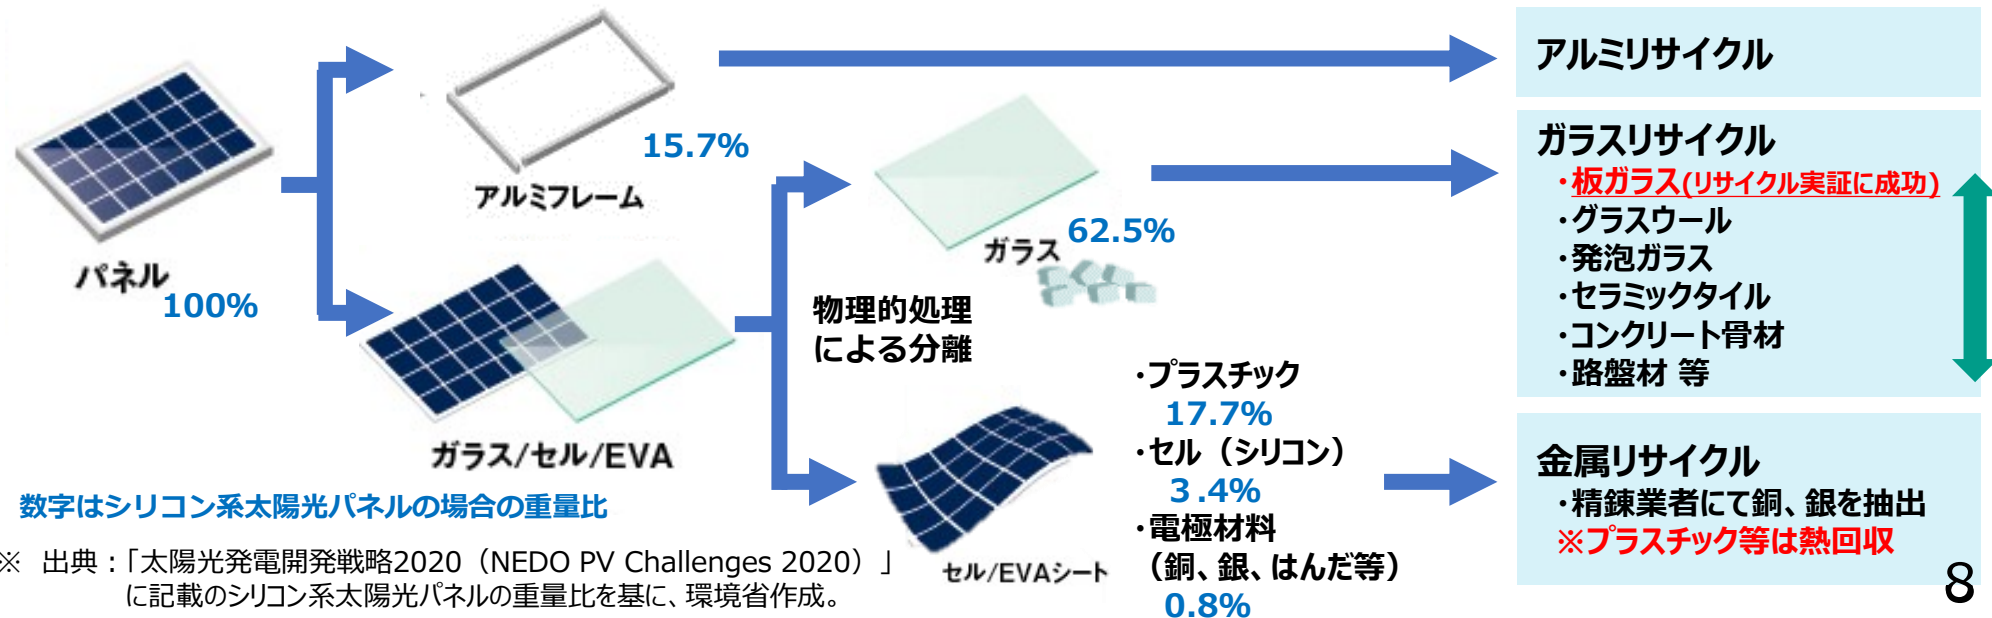 パネル
100%
アルミフレーム
15.7%
ガラス/セル/EVA
物理的処理
による分離
ガラス
62.5%
セル/EVAシート
・プラスチック
17.7%
・セル（シリコン）
３.4%
・電極材料
（銅、銀、はんだ等）
0.8%
アルミリサイクル
ガラスリサイクル
・板ガラス(リサイクル実証に成功)
・グラスウール
・発泡ガラス
・セラミックタイル
・コンクリート骨材
・路盤材 等
金属リサイクル
・精錬業者にて銅、銀を抽出
※プラスチック等は熱回収
数字はシリコン系太陽光パネルの場合の重量比
※ 出典：「太陽光発電開発戦略2020（NEDO PV Challenges 2020）」
に記載のシリコン系太陽光パネルの重量比を基に、環境省作成。
8